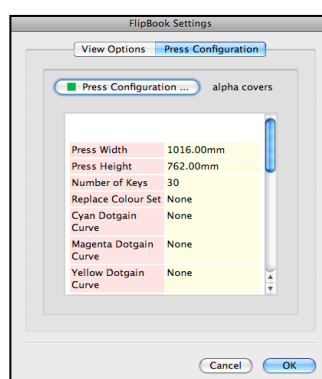 FlipBook Settings
View Options Press Configuration
Press Configuration ... alpha covers
Press Width 1016.00mm
Press Height 762.00mm
Number of Keys 30
Replace Colour Set None
Cyan Dotgain None
Curve
Magenta Dotgain None
Curve
Yellow Dotgain None
Curve
Cancel OK